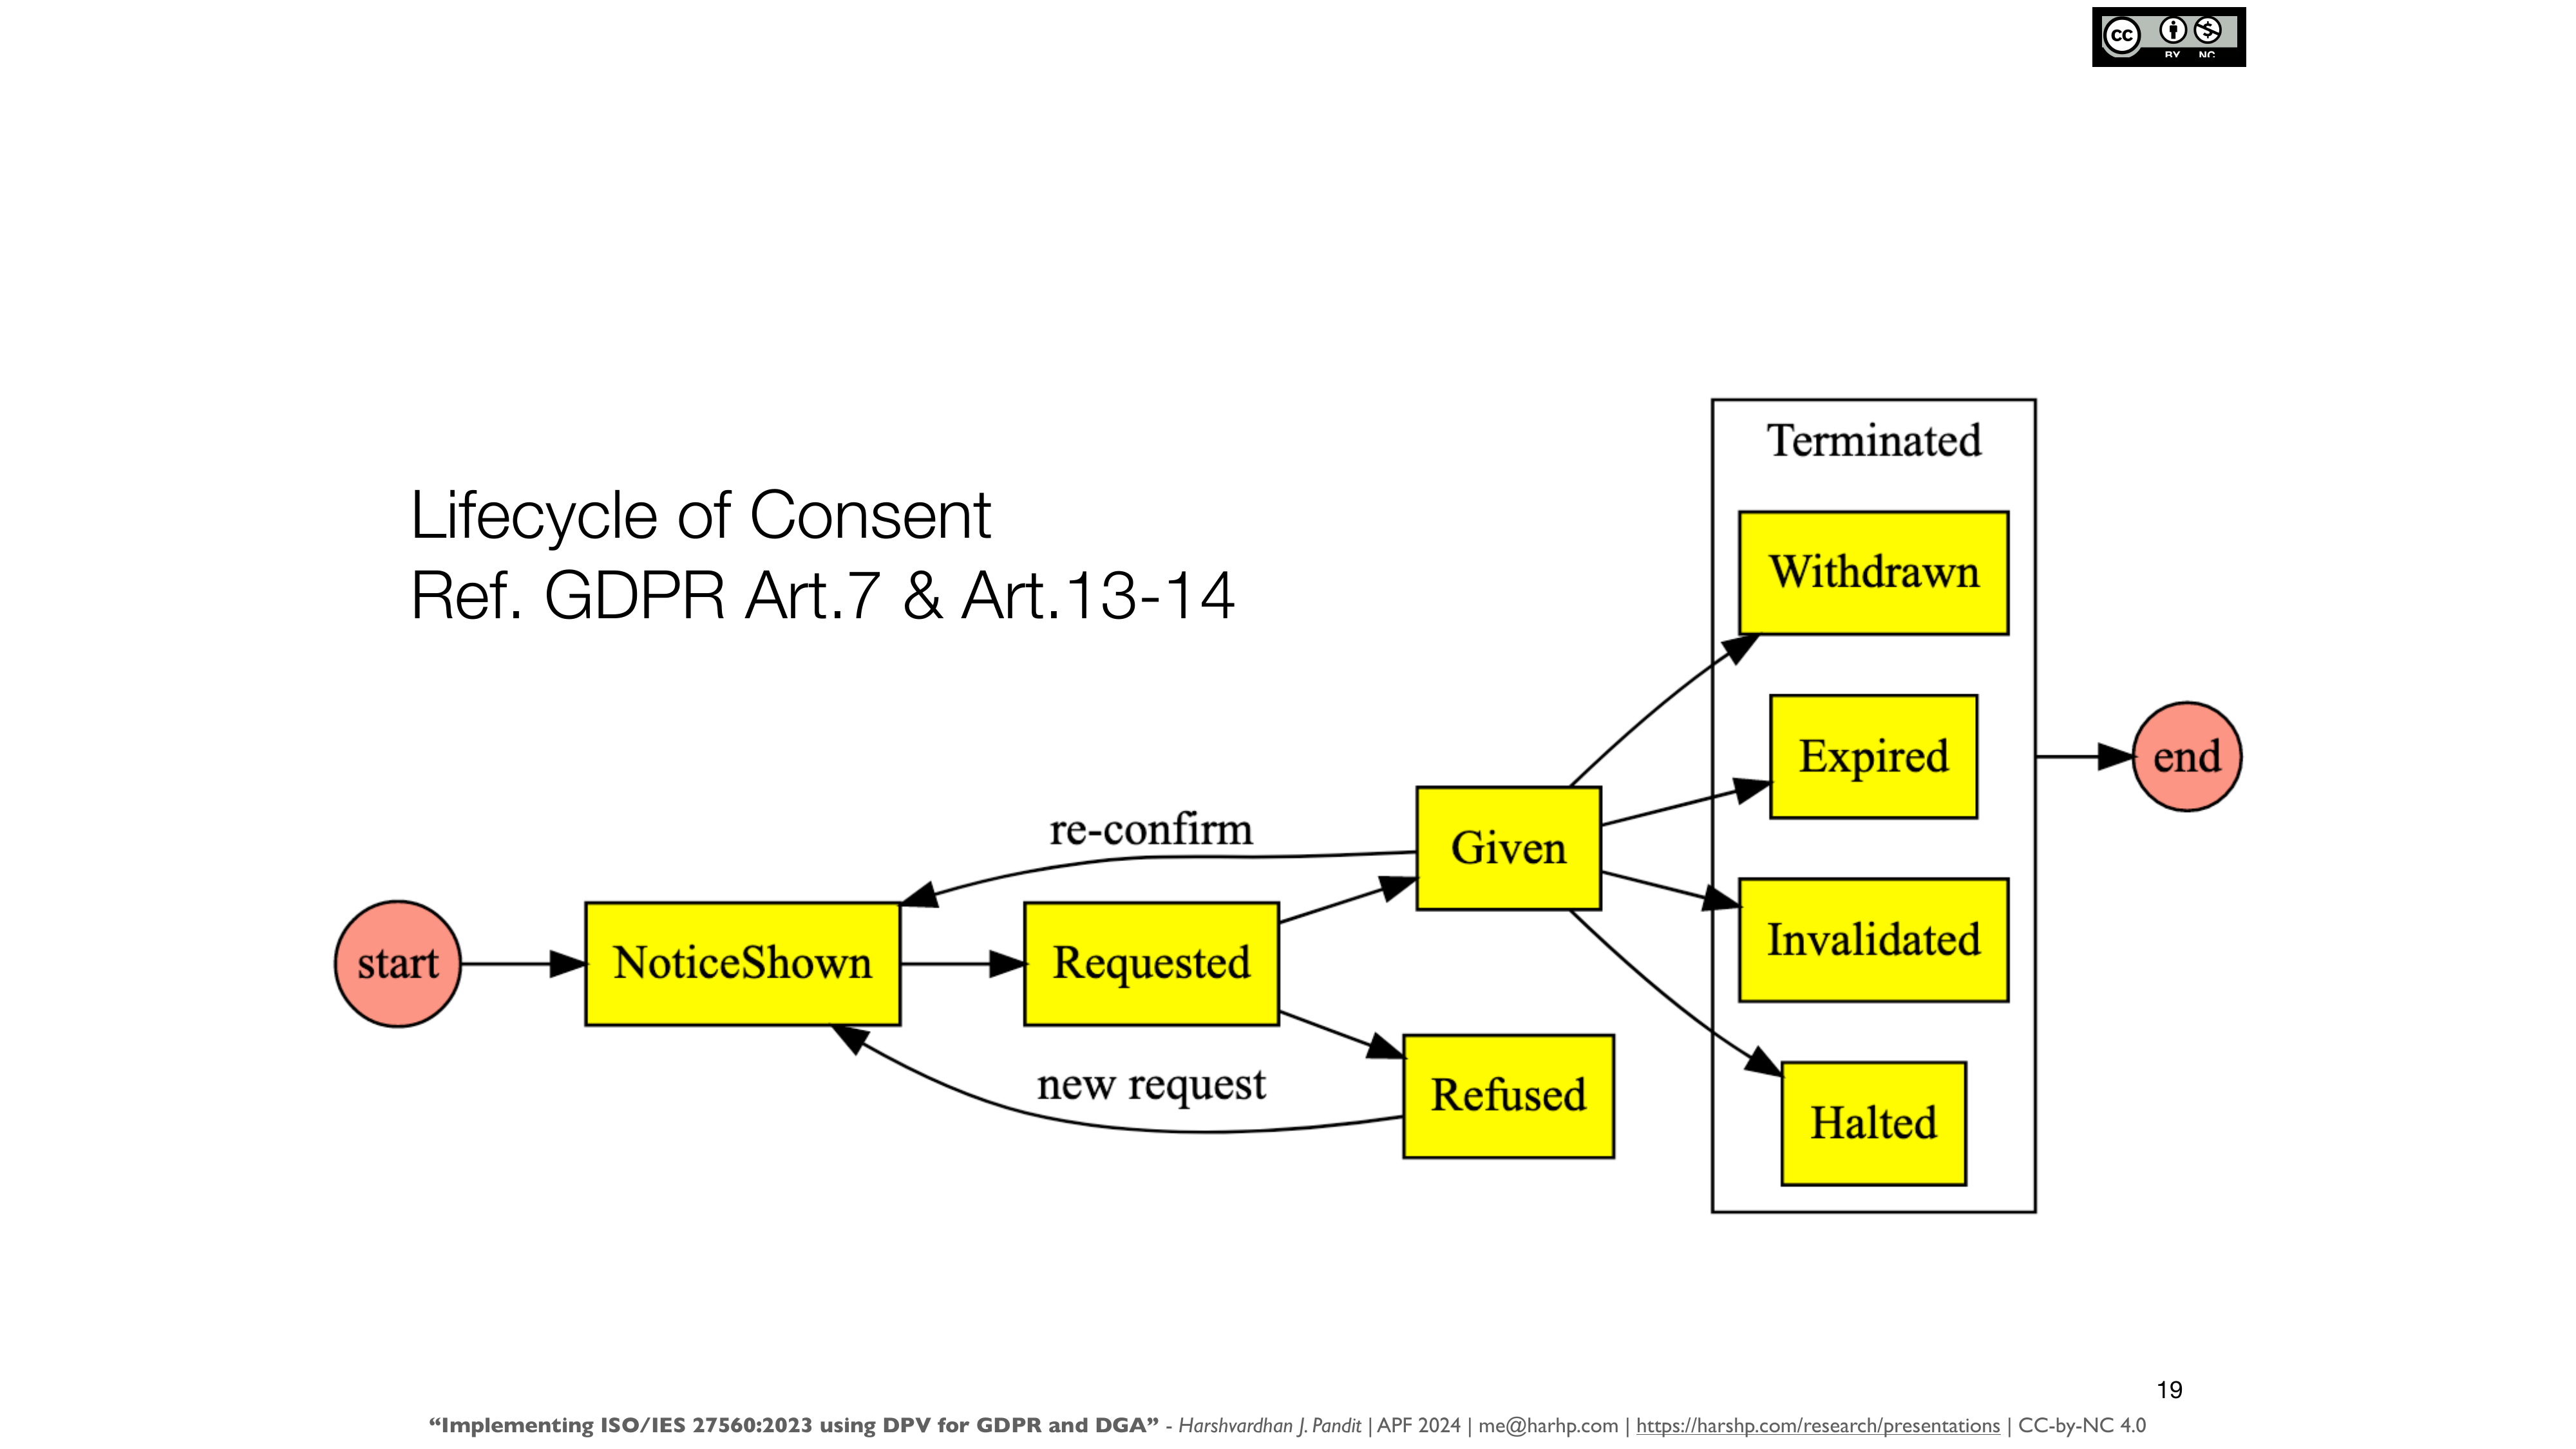 cc
BY NC
Lifecycle of Consent
Ref. GDPR Art.7 & Art.13-14
Terminated
Withdrawn
Expired
end
re-confirm
Given
start
NoticeShown
Requested
Invalidated
new request
Refused
Halted
19
“Implementing ISO/IES 27560:2023 using DPV for GDPR and DGA” - Harshvardhan J. Pandit | APF 2024 | me@harhp.com | https://harshp.com/research/presentations | CC-by-NC 4.0